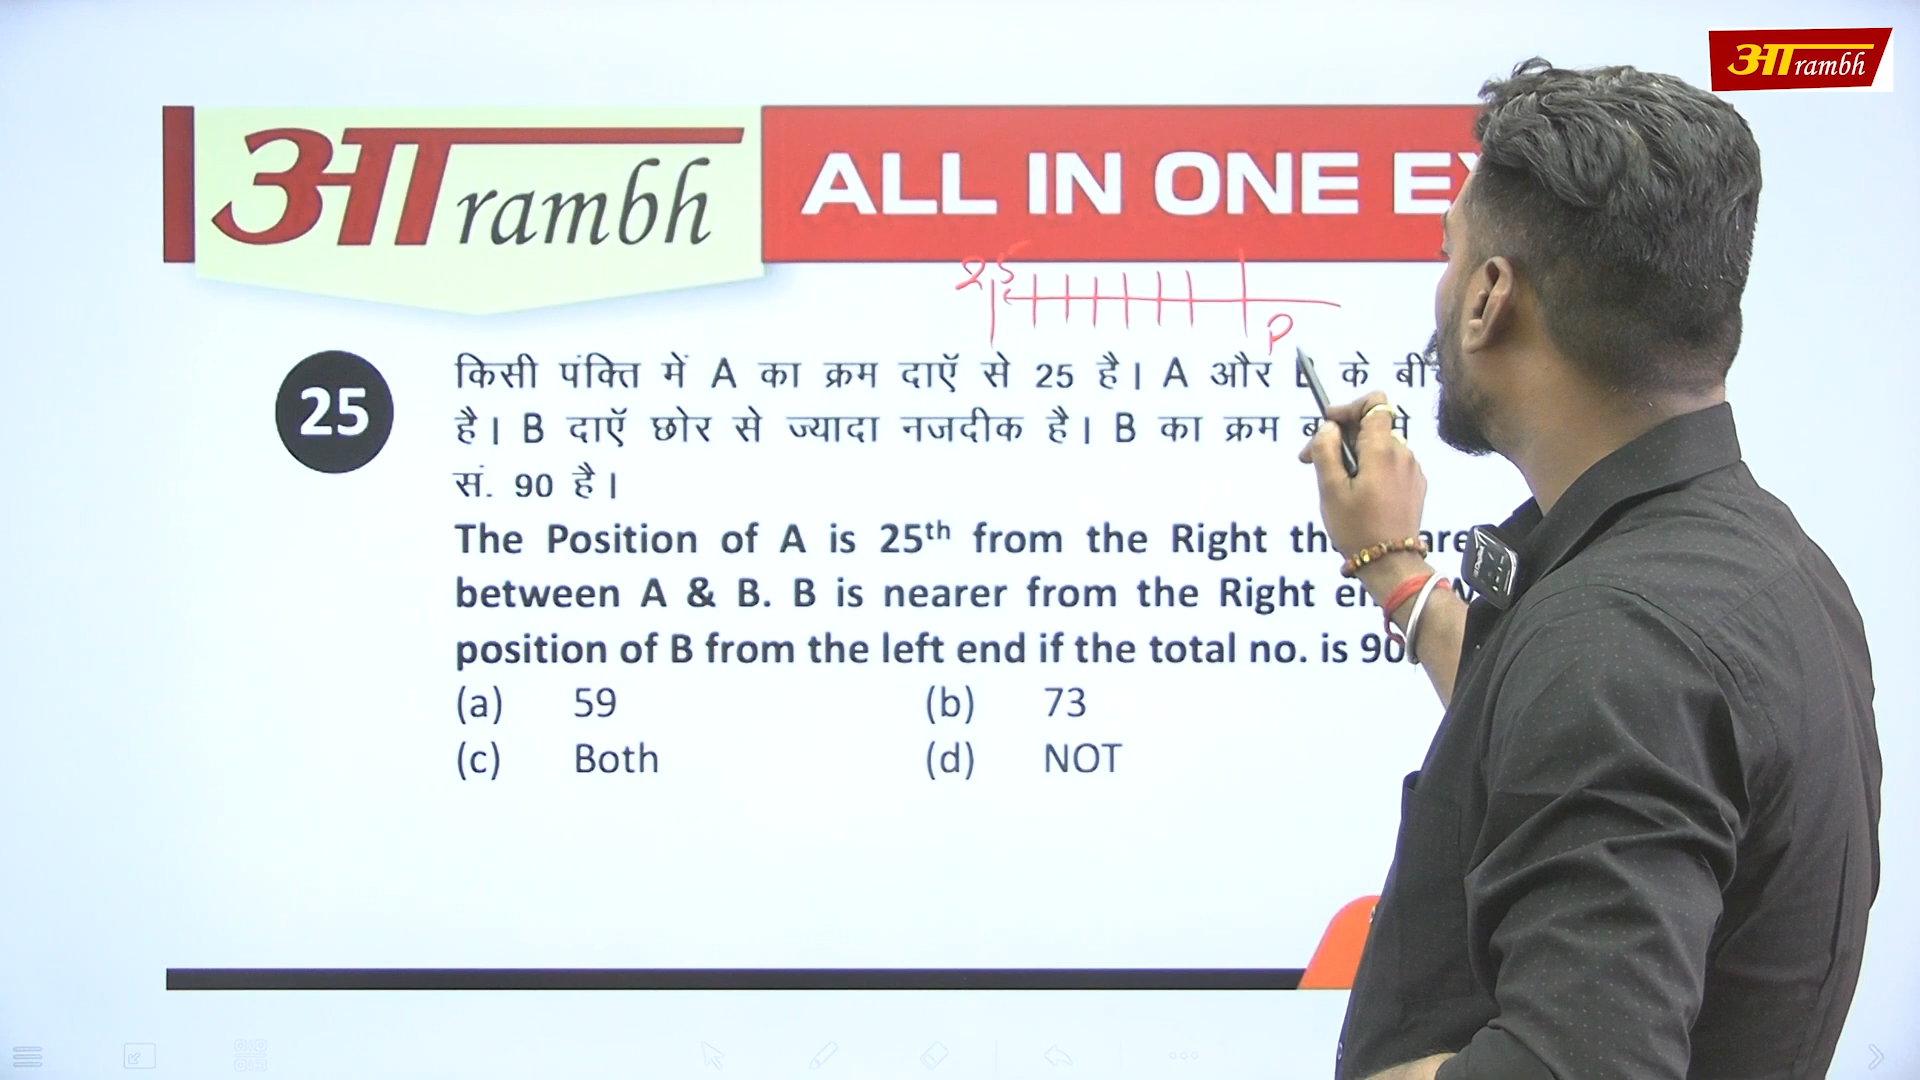 आrambh
आrambh
ALL IN ONE
25
किसी पंक्ति में A का क्रम दाएँ से 25 है। A और के
है। B दाएँ छोर से ज्यादा नजदीक है। B का क्रम
सं. 90 है।
The Position of A is 25th from the Right
between A & B. B is nearer from the Right
position of B from the left end if the total no. is 90
(a) 59 (b) 73
(c) Both (d) NOT